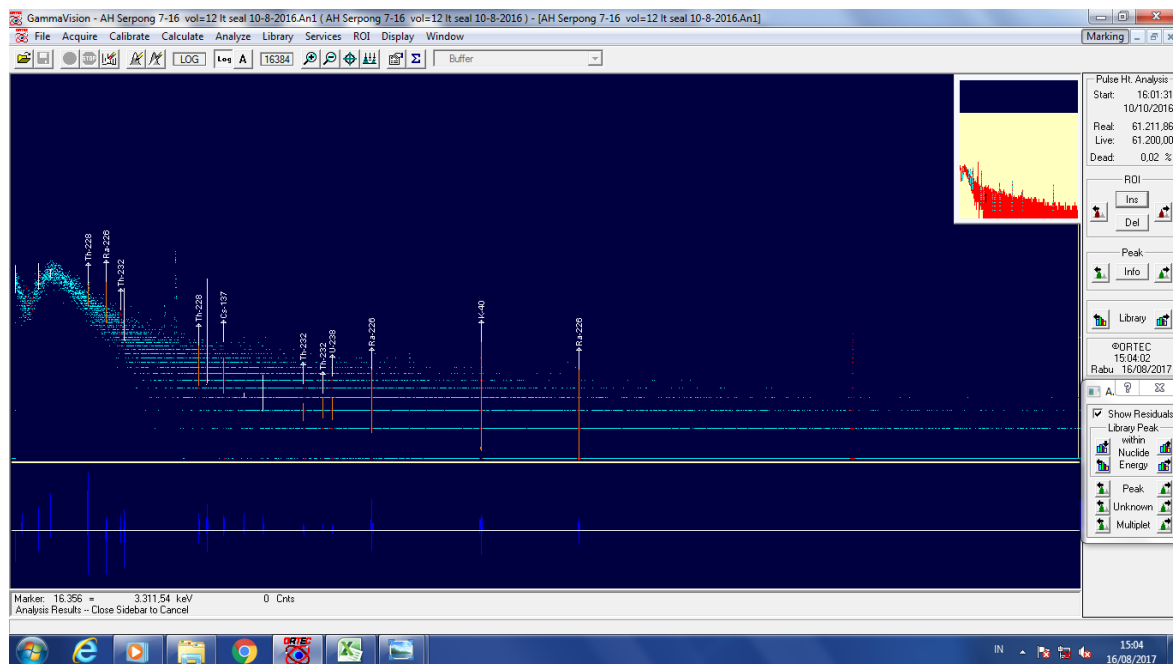 GammaVision - AH Serpong 7-16 vol=12 lt seal 10-8-2016.An1 ( AH Serpong 7-16 vol=12 lt seal 10-8-2016 ) - [AH Serpong 7-16 vol=12 lt seal 10-8-2016.An1]
File Acquire Calibrate Calculate Analyze Library Services ROI Display Window
Marking
STOP LOG Log A 16384 Σ Buffer
Pulse Ht. Analysis
Start: 16:01:31
10/10/2016
Real: 61.211,86
Live: 61.200,00
Dead: 0,02 %
ROI
Ins
Del
Peak
Info
Library
©ORTEC
15:04:02
Rabu 16/08/2017
A.. ?
Show Residuals
Library Peak
within
Nuclide
Energy
Peak
Unknown
Multiplet
Th-228
Ra-226
Th-232
Th-228
Cs-137
Th-232
Th-232
U-238
Ra-226
K-40
Ra-226
Marker: 16.356 = 3.311,54 keV 0 Cnts
Analysis Results -- Close Sidebar to Cancel
ORTEC
IN
15:04
16/08/2017